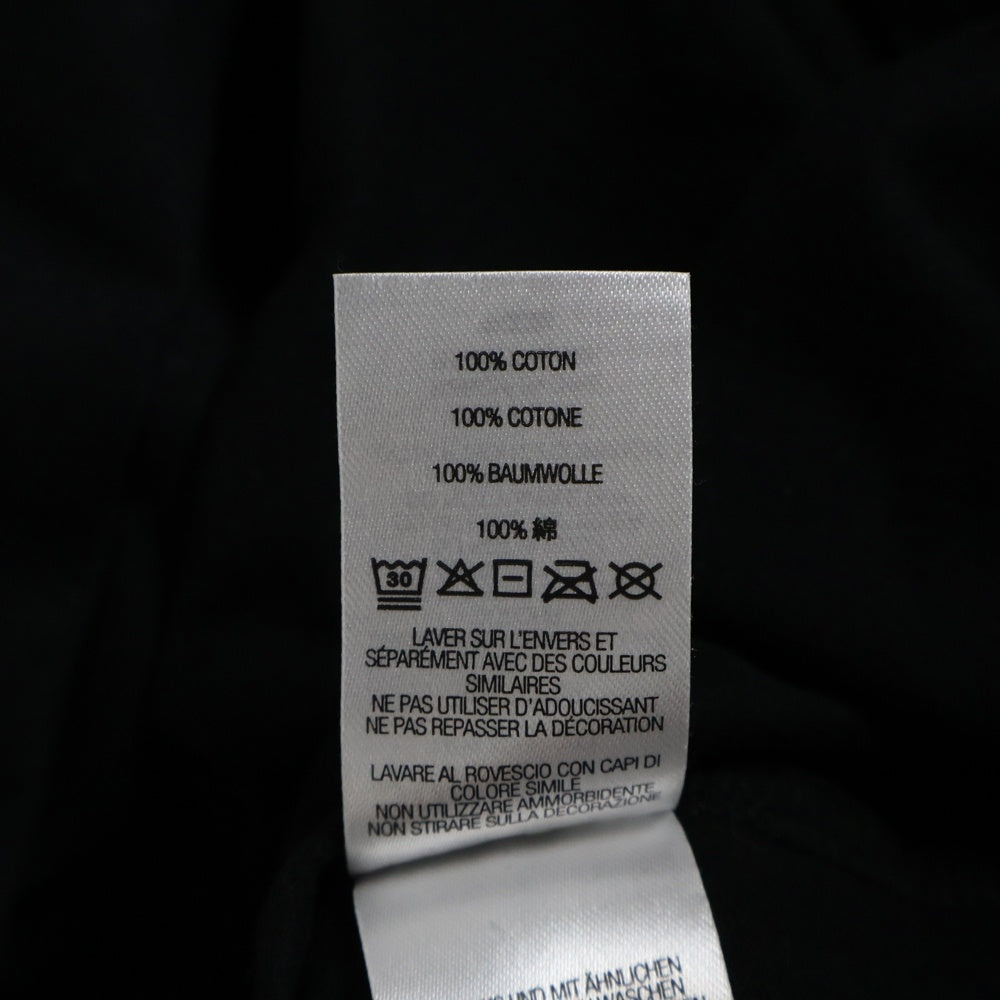 100% COTON
100% COTONE
100% BAUMWOLLE
100% 綿
30
LAVER SUR L'ENVERS ET
SÉPARÉMENT AVEC DES COULEURS
SIMILAIRES
NE PAS UTILISER D'ADOUCISSANT
NE PAS REPASSER LA DÉCORATION
LAVARE AL ROVESCIO CON CAPI DI
COLORE SIMILE
NON UTILIZZARE AMMORBIDENTE
NON STIRARE SULLA DECORAZIONE
UND MIT ÄHNLICHEN
WASCHEN